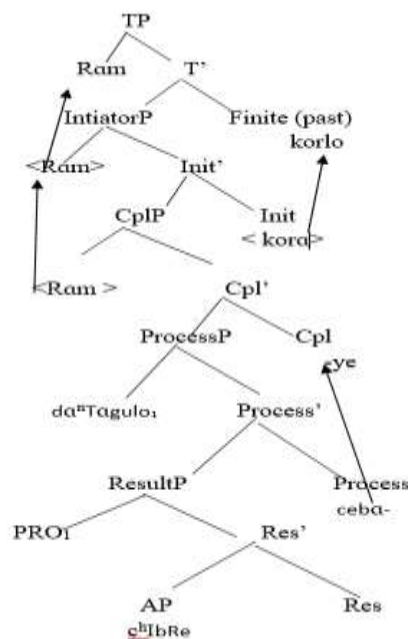 TP
Ram T’
IntiatorP Finite (past)
korlo
<Ram> Init’
CplP Init
< kora>
<Ram > Cpl’
ProcessP Cpl
-ye
daⁿTagulo₁ Process’
ResultP Process
ceba-
PRO₁ Res’
AP Res
cʰIbRe